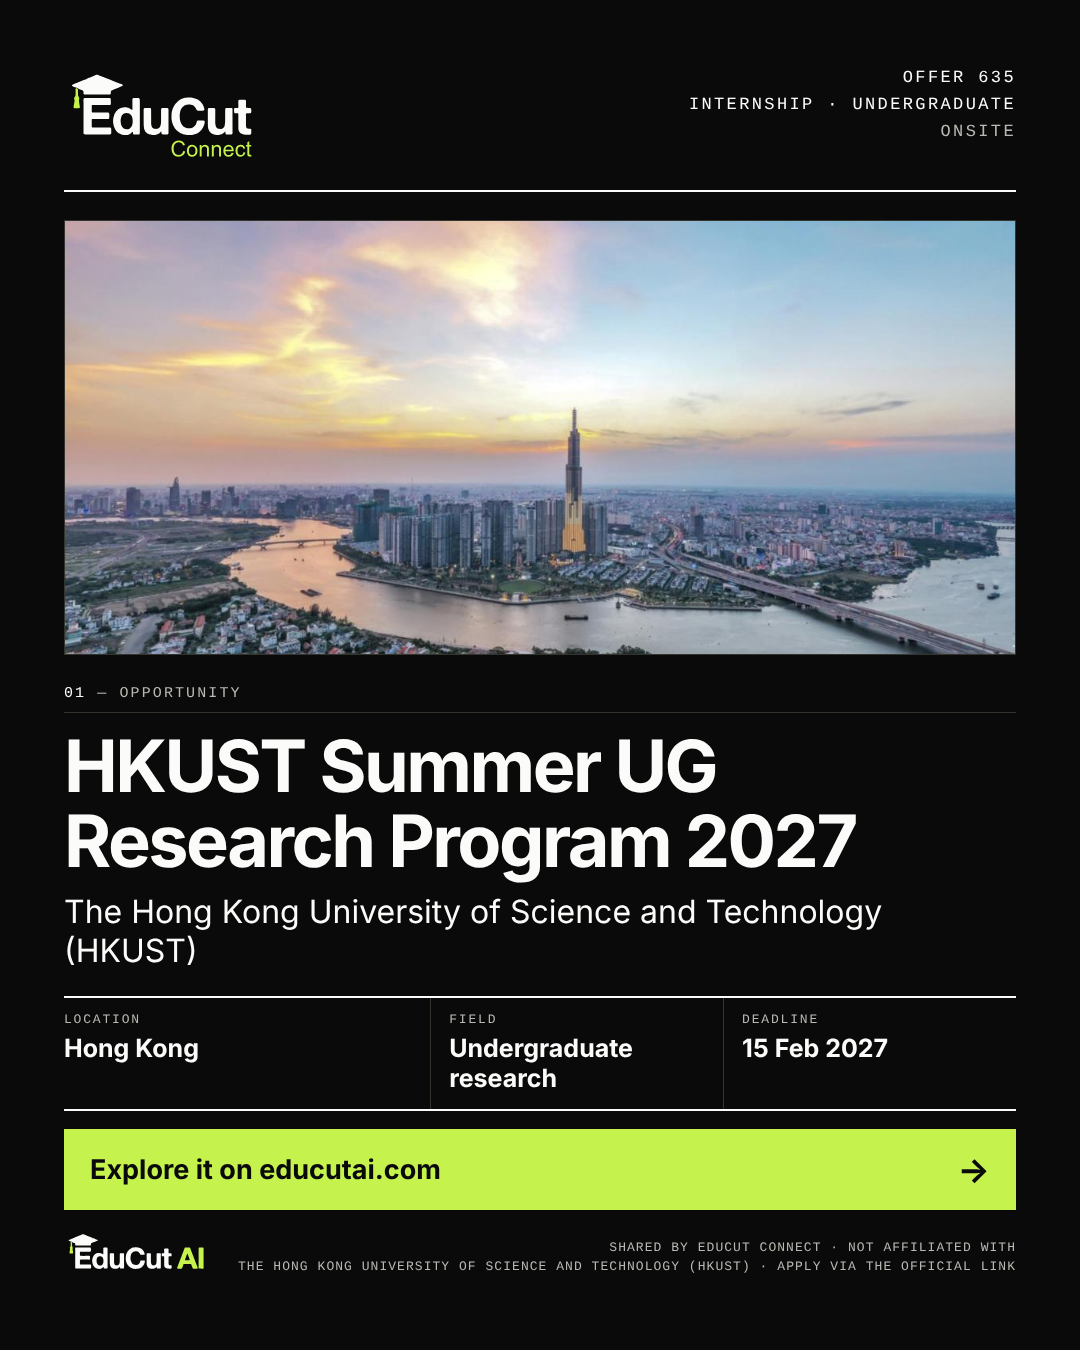 EduCut
Connect
OFFER 635
INTERNSHIP · UNDERGRADUATE
ONSITE
01 — OPPORTUNITY
HKUST Summer UG
Research Program 2027
The Hong Kong University of Science and Technology
(HKUST)
LOCATION
Hong Kong
FIELD
Undergraduate
research
DEADLINE
15 Feb 2027
Explore it on educutai.com →
EduCut AI
SHARED BY EDUCUT CONNECT · NOT AFFILIATED WITH
THE HONG KONG UNIVERSITY OF SCIENCE AND TECHNOLOGY (HKUST) · APPLY VIA THE OFFICIAL LINK